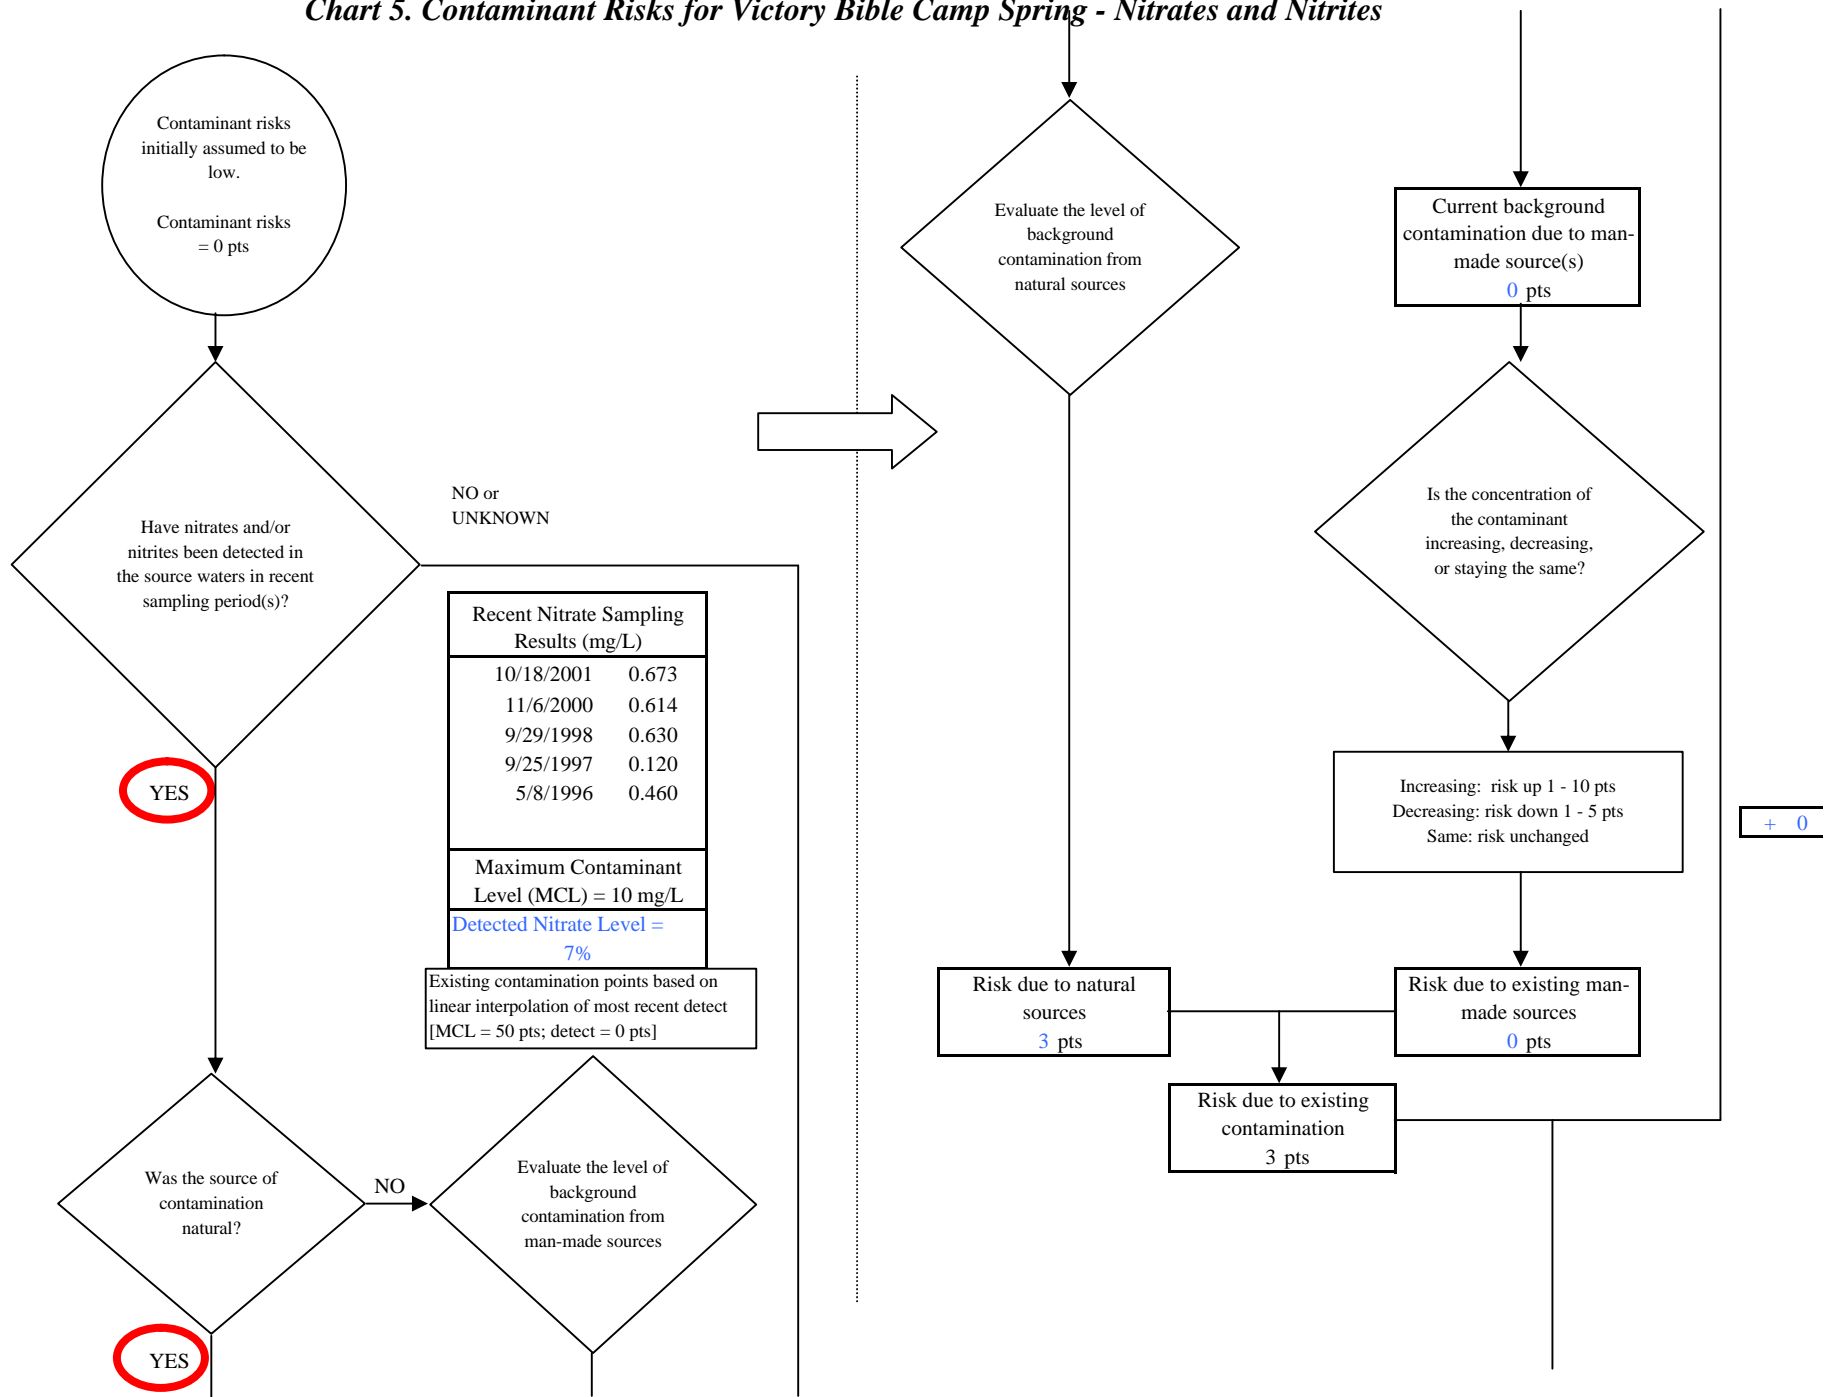 Chart 5. Contaminant Risks for Victory Bible Camp Spring - Nitrates and Nitrites
Contaminant risks
initially assumed to be
low.
Contaminant risks
= 0 pts
Have nitrates and/or
nitrites been detected in
the source waters in recent
sampling period(s)?
NO or
UNKNOWN
YES
Recent Nitrate Sampling
Results (mg/L)
10/18/2001 0.673
11/6/2000 0.614
9/29/1998 0.630
9/25/1997 0.120
5/8/1996 0.460
Maximum Contaminant
Level (MCL) = 10 mg/L
Detected Nitrate Level =
7%
Existing contamination points based on
linear interpolation of most recent detect
[MCL = 50 pts; detect = 0 pts]
Was the source of
contamination
natural?
NO
YES
Evaluate the level of
background
contamination from
man-made sources
Evaluate the level of
background
contamination from
natural sources
Current background
contamination due to man-
made source(s)
0 pts
Is the concentration of
the contaminant
increasing, decreasing,
or staying the same?
Increasing: risk up 1 - 10 pts
Decreasing: risk down 1 - 5 pts
Same: risk unchanged
+ 0
Risk due to natural
sources
3 pts
Risk due to existing man-
made sources
0 pts
Risk due to existing
contamination
3 pts